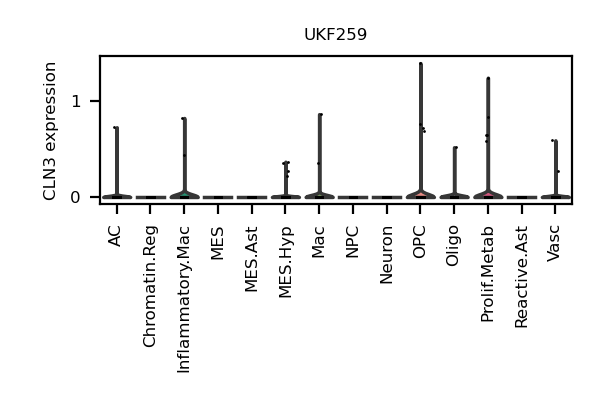 UKF259
CLN3 expression
1
0
AC
Chromatin.Reg
Inflammatory.Mac
MES
MES.Ast
MES.Hyp
Mac
NPC
Neuron
OPC
Oligo
Prolif.Metab
Reactive.Ast
Vasc